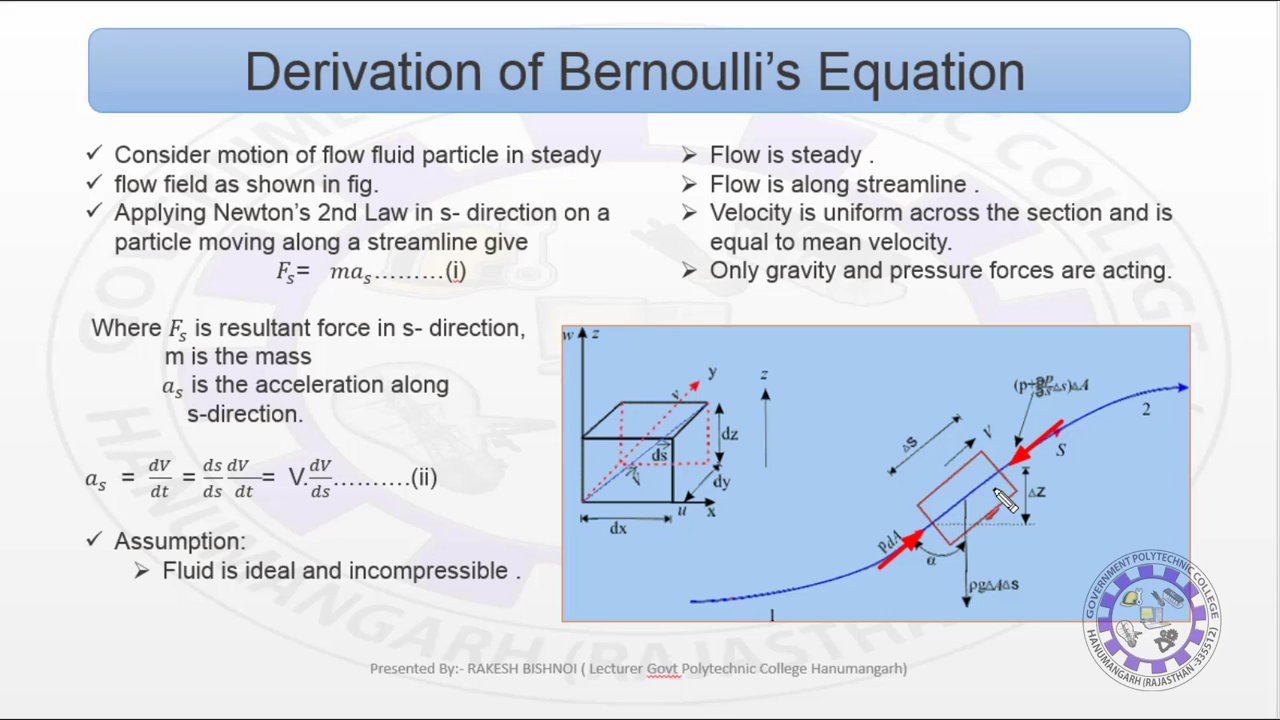 Derivation of Bernoulli's Equation
✓ Consider motion of flow fluid particle in steady
✓ flow field as shown in fig.
✓ Applying Newton's 2nd Law in s- direction on a
particle moving along a streamline give
Fₛ= maₛ………(i)
Where Fₛ is resultant force in s- direction,
m is the mass
aₛ is the acceleration along
s-direction.
aₛ = dV/dt = ds/ds dV/dt = V.dV/ds……….(ii)
✓ Assumption:
➢ Fluid is ideal and incompressible .
➢ Flow is steady .
➢ Flow is along streamline .
➢ Velocity is uniform across the section and is
equal to mean velocity.
➢ Only gravity and pressure forces are acting.
w z
y
v
dz
ds
dy
u x
dx
z
(p+∂p/∂s Δs)ΔA
2
Δs
V
S
ΔZ
pdA
α
ρgΔAΔs
1
GOVERNMENT POLYTECHNIC COLLEGE
HANUMANGARH (RAJASTHAN-335512)
Presented By:- RAKESH BISHNOI ( Lecturer Govt Polytechnic College Hanumangarh)